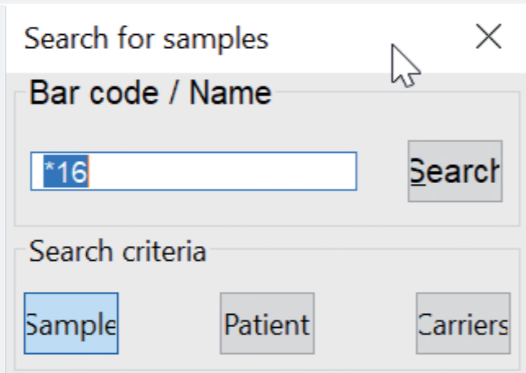 Search for samples
Bar code / Name
*16
Search
Search criteria
Sample
Patient
Carriers